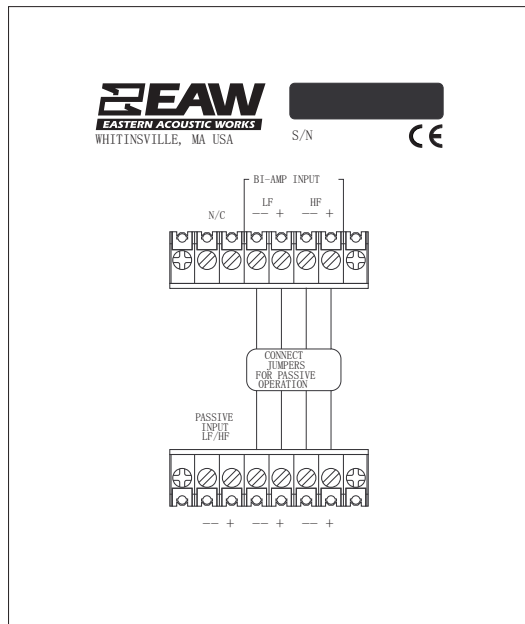 EAW
EASTERN ACOUSTIC WORKS
WHITINSVILLE, MA USA
S/N
CE
BI-AMP INPUT
LF HF
N/C -- + -- +
CONNECT
JUMPERS
FOR PASSIVE
OPERATION
PASSIVE
INPUT
LF/HF
-- + -- + -- +